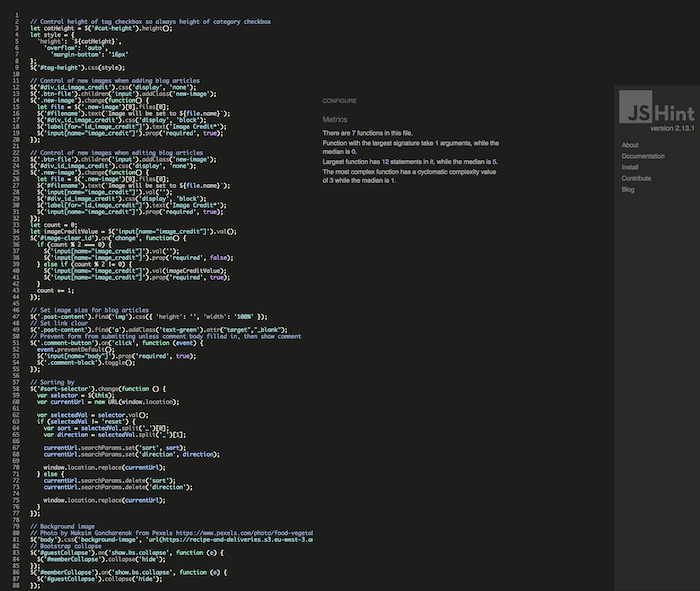 1
2 // Control height of tag checkbox so always height of category checkbox
3 let catHeight = $('#cat-height').height();
4 let style = {
5 'height': `${catHeight}`,
6 'overflow': 'auto',
7 'margin-bottom': '16px'
8 };
9 $('#tag-height').css(style);
10
11 // Control of new images when adding blog articles
12 $('#div_id_image_credit').css('display', 'none');
13 $('.btn-file').children('input').addClass('new-image');
14 $('.new-image').change(function() {
15 let file = $('.new-image')[0].files[0];
16 $('#filename').text(`Image will be set to ${file.name}`);
17 $('#div_id_image_credit').css('display', 'block');
18 $('label[for="id_image_credit"]').text('Image Credit*');
19 $('input[name="image_credit"]').prop('required', true);
20 });
21
22 // Control of new images when editing blog articles
23 $('.btn-file').children('input').addClass('new-image');
24 $('#div_id_image_credit').css('display', 'none');
25 $('.new-image').change(function() {
26 let file = $('.new-image')[0].files[0];
27 $('#filename').text(`Image will be set to ${file.name}`);
28 $('input[name="image_credit"]').val('');
29 $('#div_id_image_credit').css('display', 'block');
30 $('label[for="id_image_credit"]').text('Image Credit*');
31 $('input[name="image_credit"]').prop('required', true);
32 });
33 let count = 0;
34 let imageCreditValue = $('input[name="image_credit"]').val();
35 $('#image-clear_id').on('change', function() {
36 if (count % 2 === 0) {
37 $('input[name="image_credit"]').val('');
38 $('input[name="image_credit"]').prop('required', false);
39 } else if (count % 2 != 0) {
40 $('input[name="image_credit"]').val(imageCreditValue);
41 $('input[name="image_credit"]').prop('required', true);
42 }
43 count += 1;
44 });
45
46 // Set image size for blog articles
47 $('.post-content').find('img').css({ 'height': '', 'width': '100%' });
48 // Set link clour
49 $('.post-content').find('a').addClass('text-green').attr("target","_blank");
50 // Prevent form from submitting unless comment body filled in, then show comment
51 $('.comment-button').on('click', function (event) {
52 event.preventDefault();
53 $('input[name="body"]').prop('required', true);
54 $('.comment-block').toggle();
55 });
56
57 // Sorting by
58 $('#sort-selector').change(function () {
59 var selector = $(this);
60 var currentUrl = new URL(window.location);
61
62 var selectedVal = selector.val();
63 if (selectedVal != 'reset') {
64 var sort = selectedVal.split('_')[0];
65 var direction = selectedVal.split('_')[1];
66
67 currentUrl.searchParams.set('sort', sort);
68 currentUrl.searchParams.set('direction', direction);
69
70 window.location.replace(currentUrl);
71 } else {
72 currentUrl.searchParams.delete('sort');
73 currentUrl.searchParams.delete('direction');
74
75 window.location.replace(currentUrl);
76 }
77 });
78
79 // Background image
80 // Photo by Maksim Goncharenok from Pexels https://www.pexels.com/photo/food-vegetal
81 $('body').css('background-image', 'url(https://recipe-and-deliveries.s3.eu-west-3.am
82 // Bootstrap collapse
83 $('#guestCollapse').on('show.bs.collapse', function (e) {
84 $('#memberCollapse').collapse('hide');
85 });
86 $('#memberCollapse').on('show.bs.collapse', function (e) {
87 $('#guestCollapse').collapse('hide');
88 });
CONFIGURE
Metrics
There are 7 functions in this file.
Function with the largest signature take 1 arguments, while the
median is 0.
Largest function has 12 statements in it, while the median is 5.
The most complex function has a cyclomatic complexity value
of 3 while the median is 1.
JSHint
version 2.13.1
About
Documentation
Install
Contribute
Blog